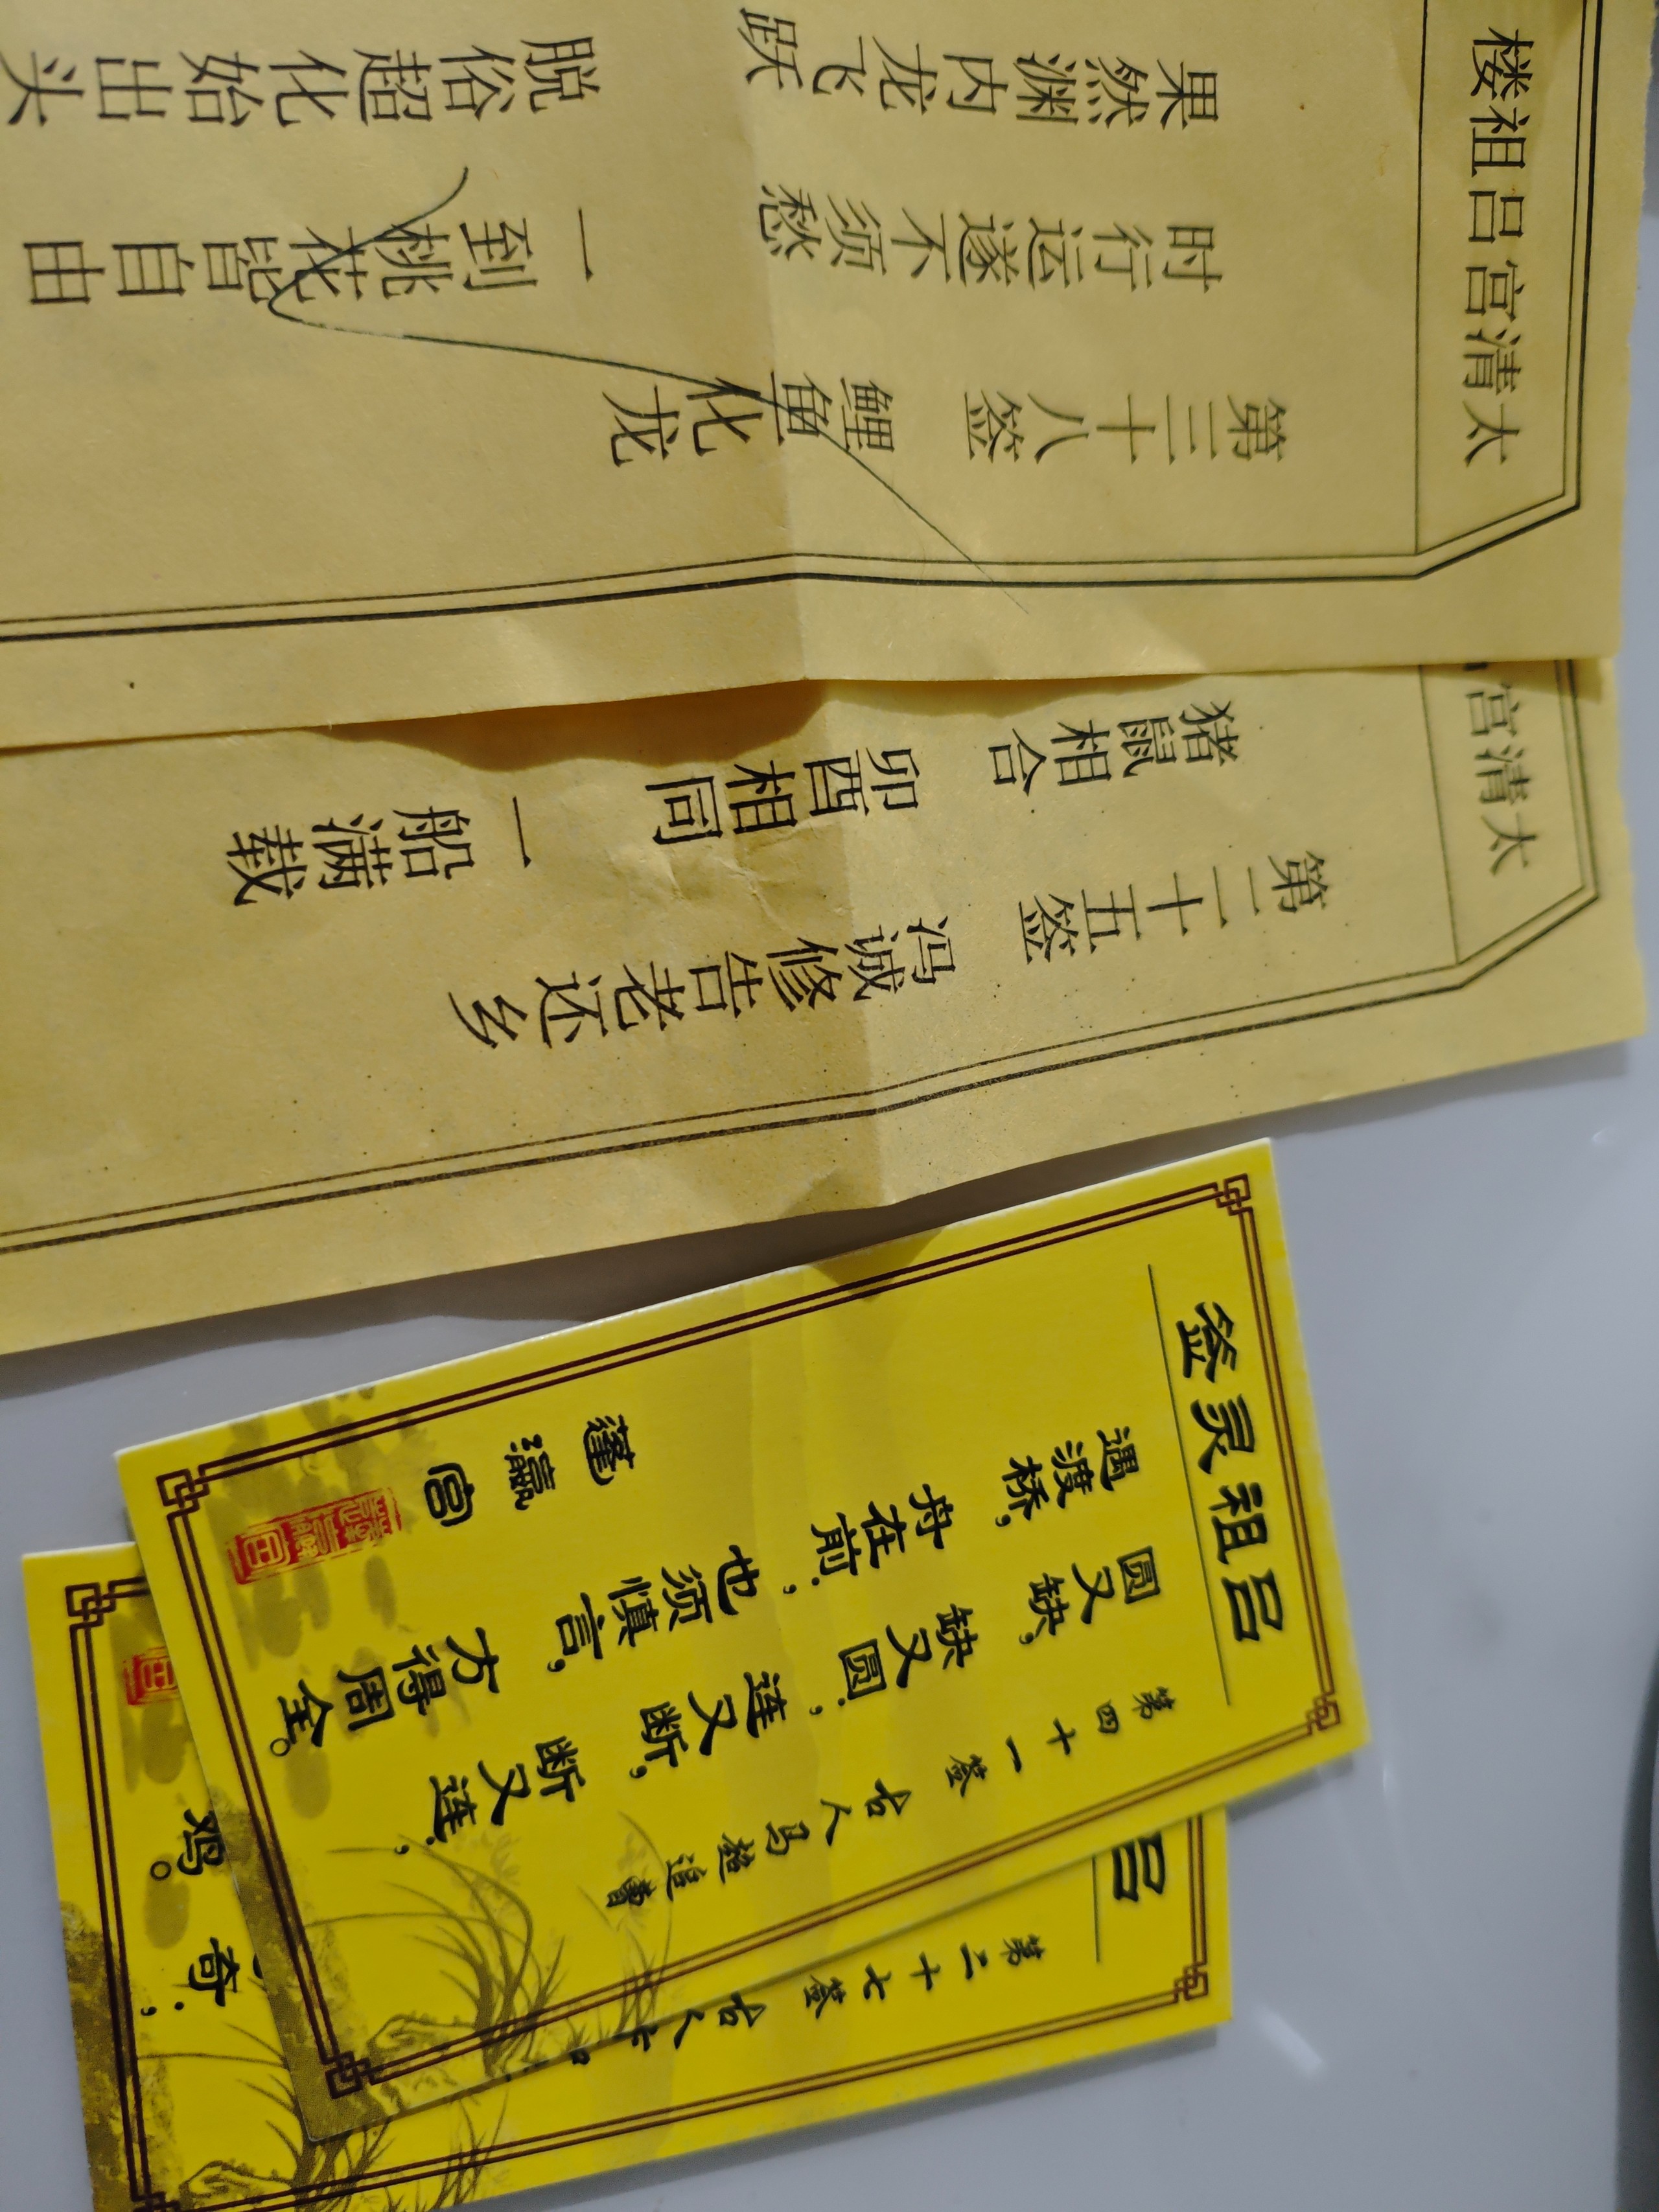 太清宫吕祖楼
第三十八签 鲤鱼化龙
时行运遂不须愁 一到桃花皆自由
果然渊内龙飞跃 脱俗超化始出头
太清宫
第二十五签 冯诚修告老还乡
猪鼠相合 卯酉相同 一船满载
吕祖灵签
第四十一签 古人马超追曹
圆又缺,缺又圆;连又断,断又连;
遇渡桥,舟在前;也须慎言,方得周全。
蓬瀛宫
吕
第二十七签 古人
奇;
鸡。